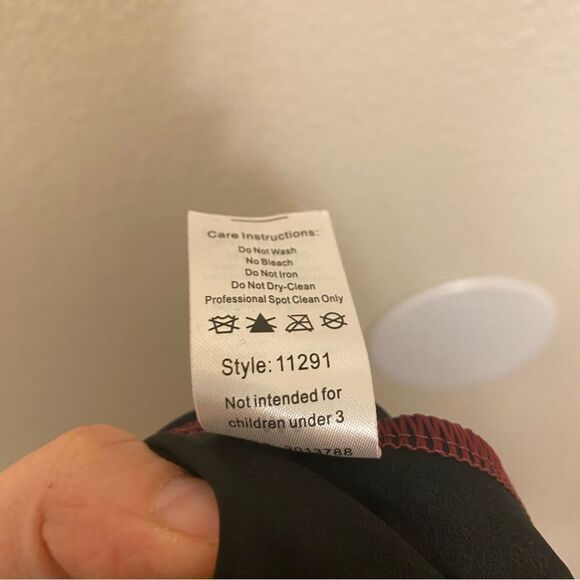 Care Instructions:
Do Not Wash
No Bleach
Do Not Iron
Do Not Dry-Clean
Professional Spot Clean Only
Style: 11291
Not intended for
children under 3